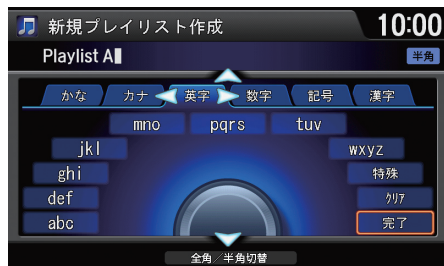 新規プレイリスト作成 10:00
Playlist A 半角
かな カナ 英字 数字 記号 漢字
mno pqrs tuv
jkl wxyz
ghi 特殊
def クリア
abc 完了
全角／半角切替